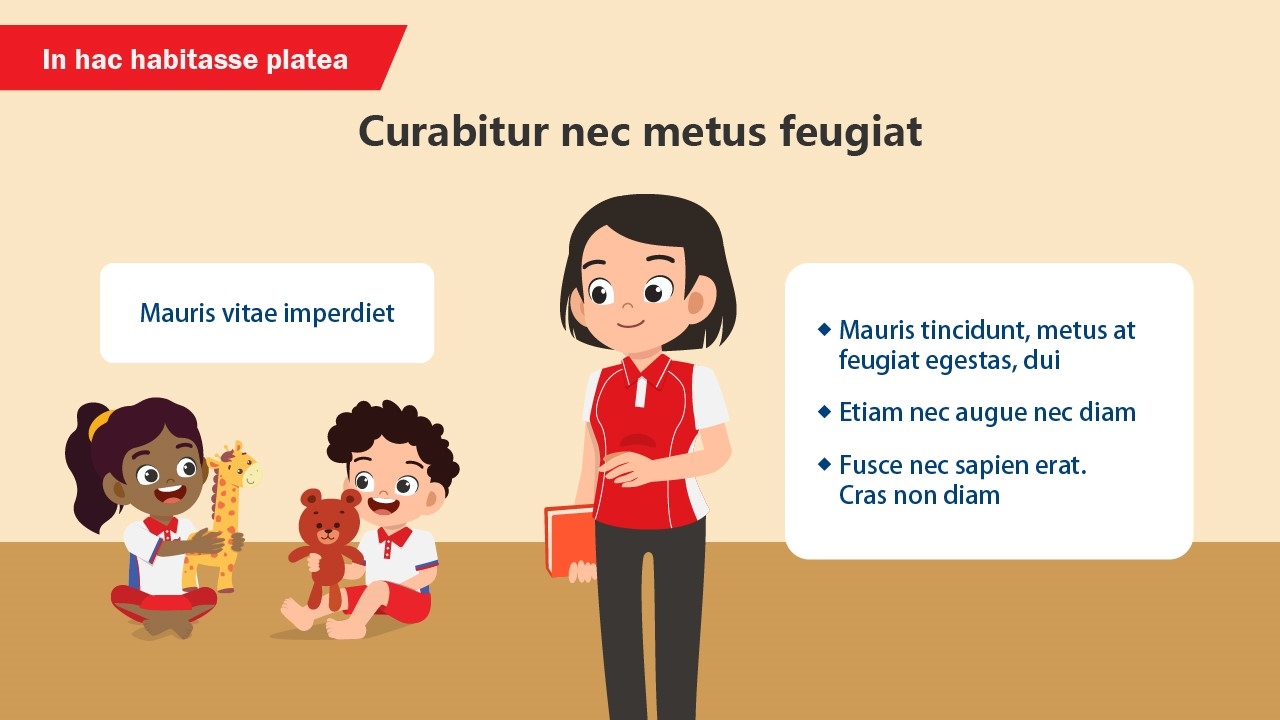 In hac habitasse platea
Curabitur nec metus feugiat
Mauris vitae imperdiet
◆ Mauris tincidunt, metus at
feugiat egestas, dui
◆ Etiam nec augue nec diam
◆ Fusce nec sapien erat.
Cras non diam